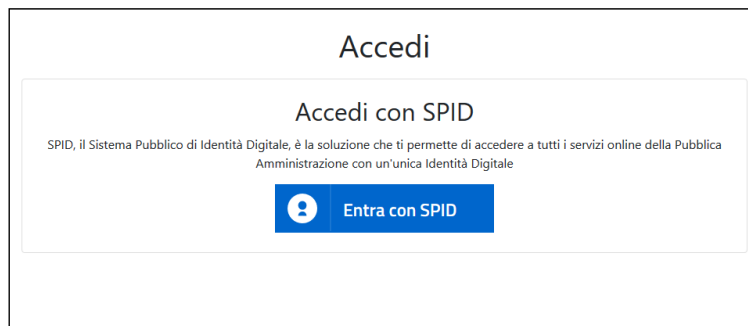 Accedi
Accedi con SPID
SPID, il Sistema Pubblico di Identità Digitale, è la soluzione che ti permette di accedere a tutti i servizi online della Pubblica
Amministrazione con un'unica Identità Digitale
Entra con SPID